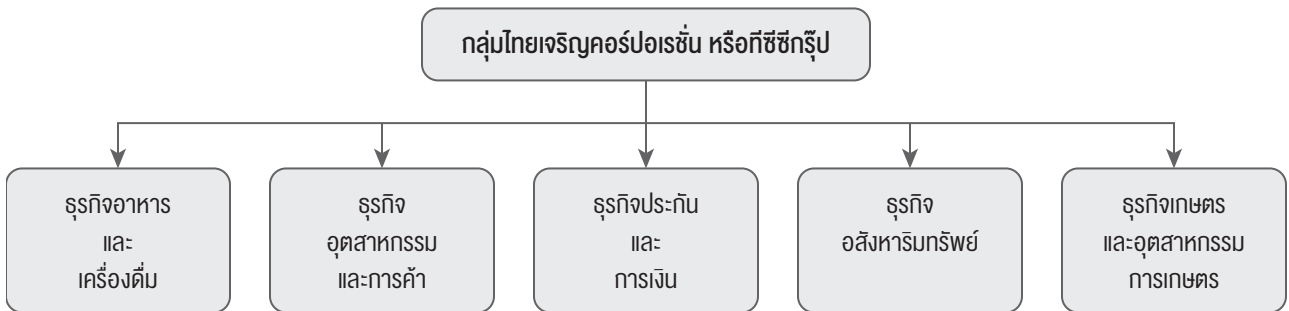 กลุ่มไทยเจริญคอร์ปอเรชั่น หรือทีซีซีกรุ๊ป
ธุรกิจอาหาร
และ
เครื่องดื่ม
ธุรกิจ
อุตสาหกรรม
และการค้า
ธุรกิจประกัน
และ
การเงิน
ธุรกิจ
อสังหาริมทรัพย์
ธุรกิจเกษตร
และอุตสาหกรรม
การเกษตร